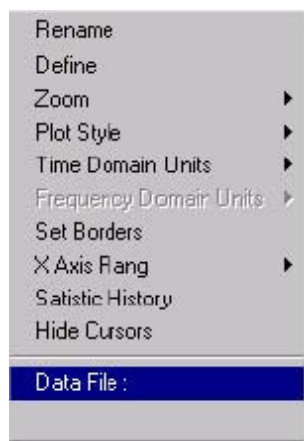 Rename
Define
Zoom
Plot Style
Time Domain Units
Frequency Domain Units
Set Borders
X Axis Rang
Satistic History
Hide Cursors
Data File :